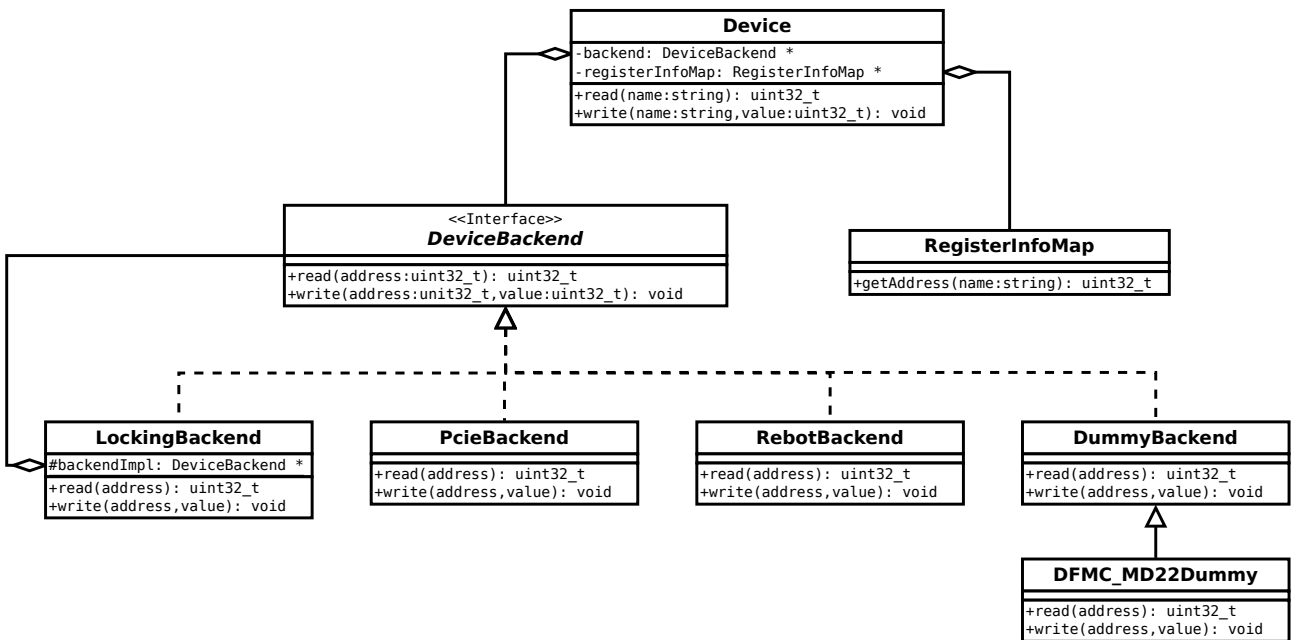 Device
-backend: DeviceBackend *
-registerInfoMap: RegisterInfoMap *
+read(name:string): uint32_t
+write(name:string,value:uint32_t): void
<<Interface>>
DeviceBackend
+read(address:uint32_t): uint32_t
+write(address:unit32_t,value:uint32_t): void
RegisterInfoMap
+getAddress(name:string): uint32_t
LockingBackend
#backendImpl: DeviceBackend *
+read(address): uint32_t
+write(address,value): void
PcieBackend
+read(address): uint32_t
+write(address,value): void
RebotBackend
+read(address): uint32_t
+write(address,value): void
DummyBackend
+read(address): uint32_t
+write(address,value): void
DFMC_MD22Dummy
+read(address): uint32_t
+write(address,value): void